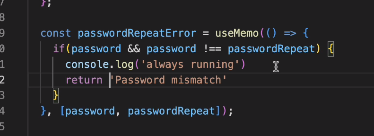 };
const passwordRepeatError = useMemo(() => {
if(password && password !== passwordRepeat) {
console.log('always running')
return 'Password mismatch'
}
}, [password, passwordRepeat]);